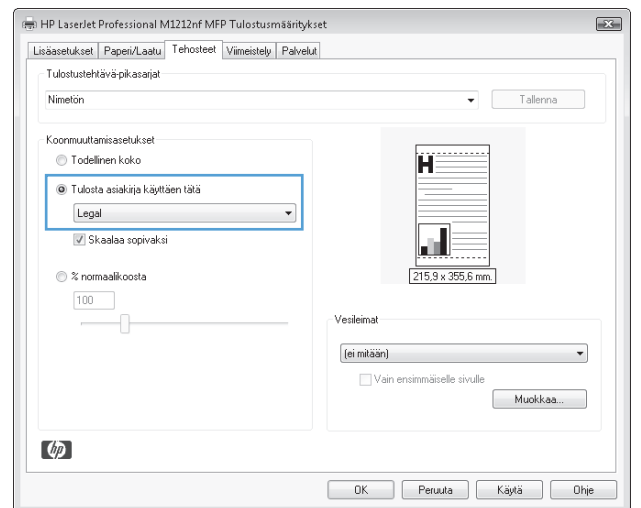 HP LaserJet Professional M1212nf MFP Tulostusmääritykset
Lisäasetukset Paperi/Laatu Tehosteet Viimeistely Palvelut
Tulostustehtävä-pikasarjat
Nimetön
Tallenna
Koonmuuttamisasetukset
Todellinen koko
Tulosta asiakirja käyttäen tätä
Legal
Skaalaa sopivaksi
% normaalikoosta
100
H
215,9 x 355,6 mm.
Vesileimat
(ei mitään)
Vain ensimmäiselle sivulle
Muokkaa...
hp
OK Peruuta Käytä Ohje